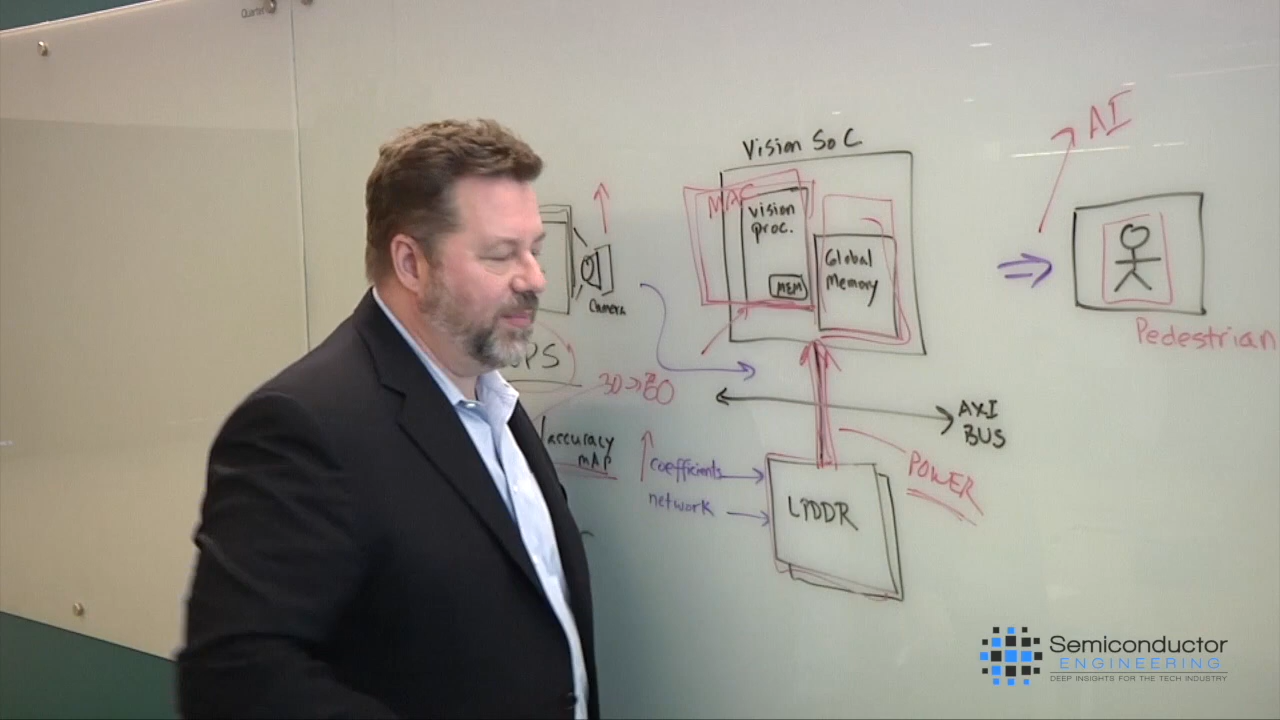 Quarter
AI
Vision SoC
MAC
Vision
proc.
MEM
Global
Memory
Camera
Pedestrian
30 → 60
AXI
BUS
accuracy
mAP
coefficients
network
POWER
LPDDR
Semiconductor
ENGINEERING
DEEP INSIGHTS FOR THE TECH INDUSTRY